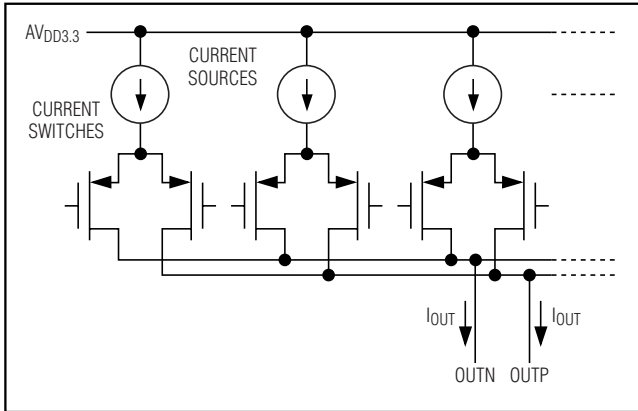 AVDD3.3
CURRENT
SOURCES
CURRENT
SWITCHES
IOUT
IOUT
OUTN
OUTP